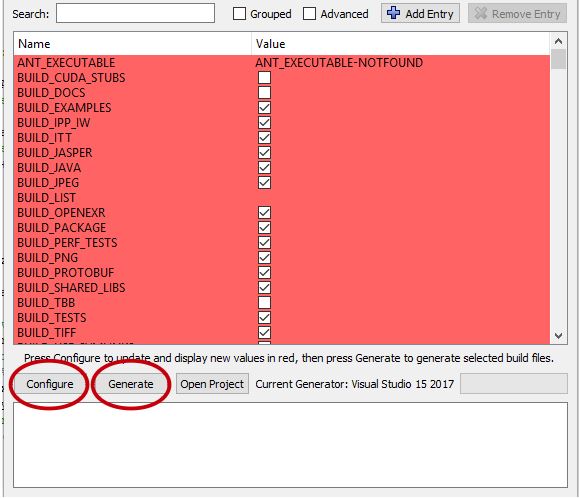 Search: Grouped Advanced Add Entry Remove Entry
Name Value
ANT_EXECUTABLE ANT_EXECUTABLE-NOTFOUND
BUILD_CUDA_STUBS
BUILD_DOCS
BUILD_EXAMPLES
BUILD_IPP_IW
BUILD_ITT
BUILD_JASPER
BUILD_JAVA
BUILD_JPEG
BUILD_LIST
BUILD_OPENEXR
BUILD_PACKAGE
BUILD_PERF_TESTS
BUILD_PNG
BUILD_PROTOBUF
BUILD_SHARED_LIBS
BUILD_TBB
BUILD_TESTS
BUILD_TIFF
Press Configure to update and display new values in red, then press Generate to generate selected build files.
Configure Generate Open Project Current Generator: Visual Studio 15 2017